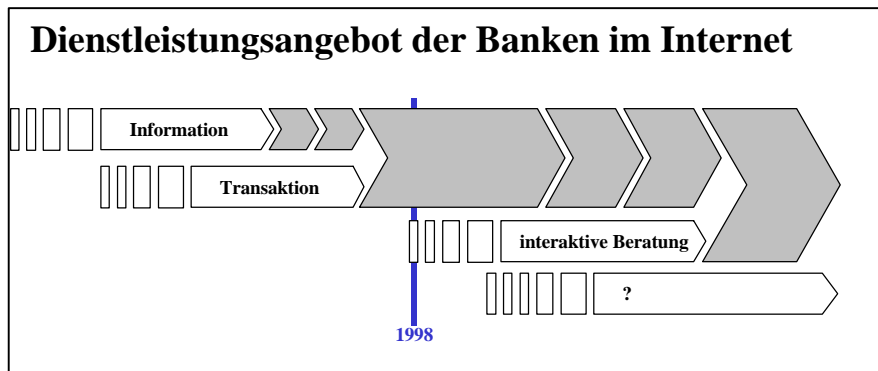 Dienstleistungsangebot der Banken im Internet
Information
Transaktion
interaktive Beratung
?
1998